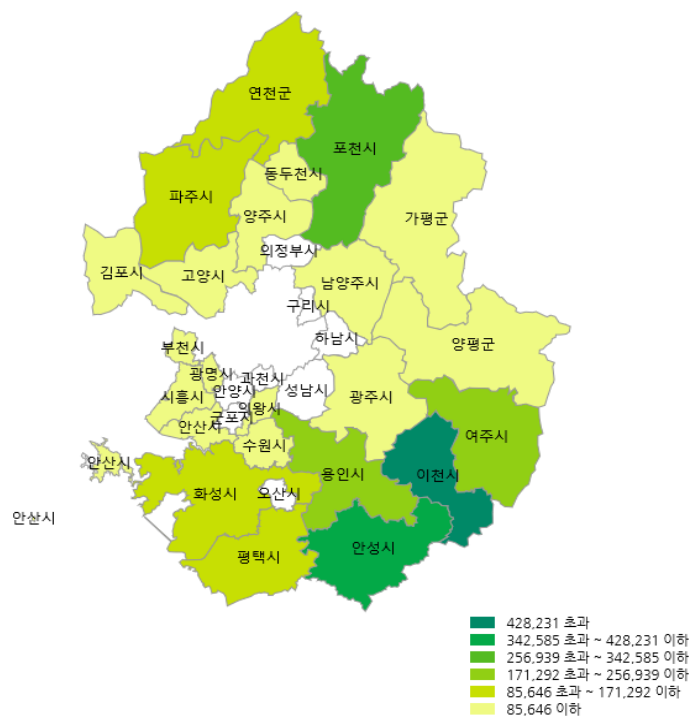 연천군
포천시
동두천시
파주시
양주시
가평군
의정부시
김포시
고양시
남양주시
구리시
하남시
양평군
부천시
광명시
과천시
안양시
성남시
시흥시
의왕시
광주시
군포시
안산시
수원시
여주시
안산시
용인시
이천시
화성시
오산시
안산시
안성시
평택시
428,231 초과
342,585 초과 ~ 428,231 이하
256,939 초과 ~ 342,585 이하
171,292 초과 ~ 256,939 이하
85,646 초과 ~ 171,292 이하
85,646 이하